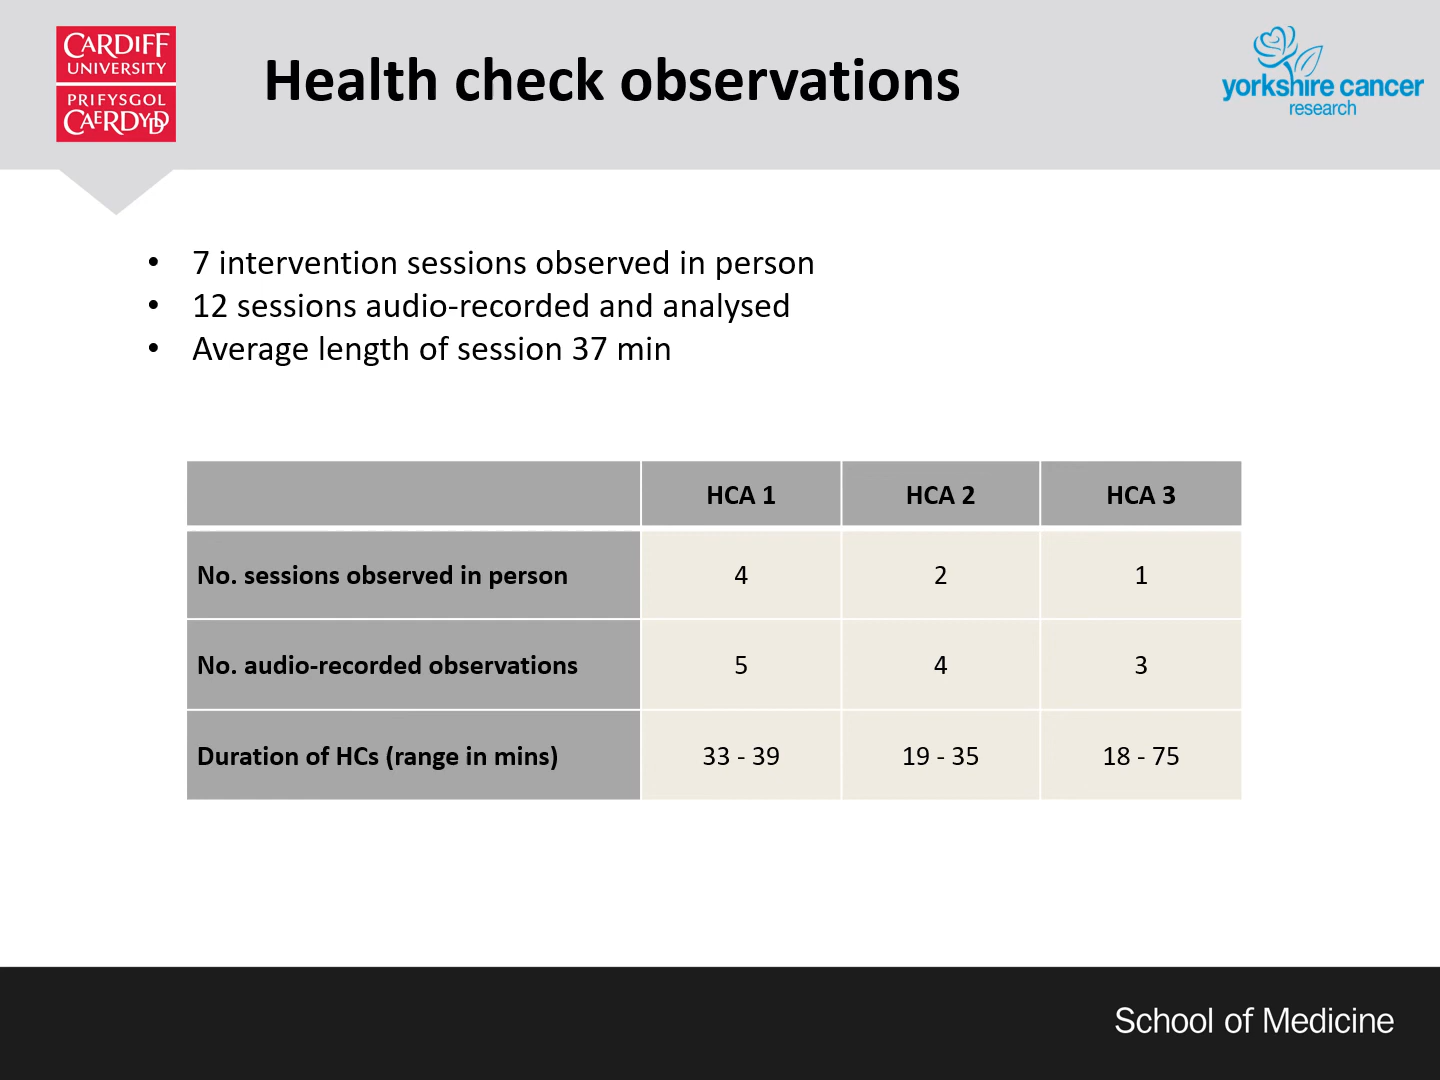 CARDIFF
UNIVERSITY
PRIFYSGOL
CAERDYDD
Health check observations
yorkshire cancer
research
• 7 intervention sessions observed in person
• 12 sessions audio-recorded and analysed
• Average length of session 37 min
HCA 1 HCA 2 HCA 3
No. sessions observed in person 4 2 1
No. audio-recorded observations 5 4 3
Duration of HCs (range in mins) 33 - 39 19 - 35 18 - 75
School of Medicine